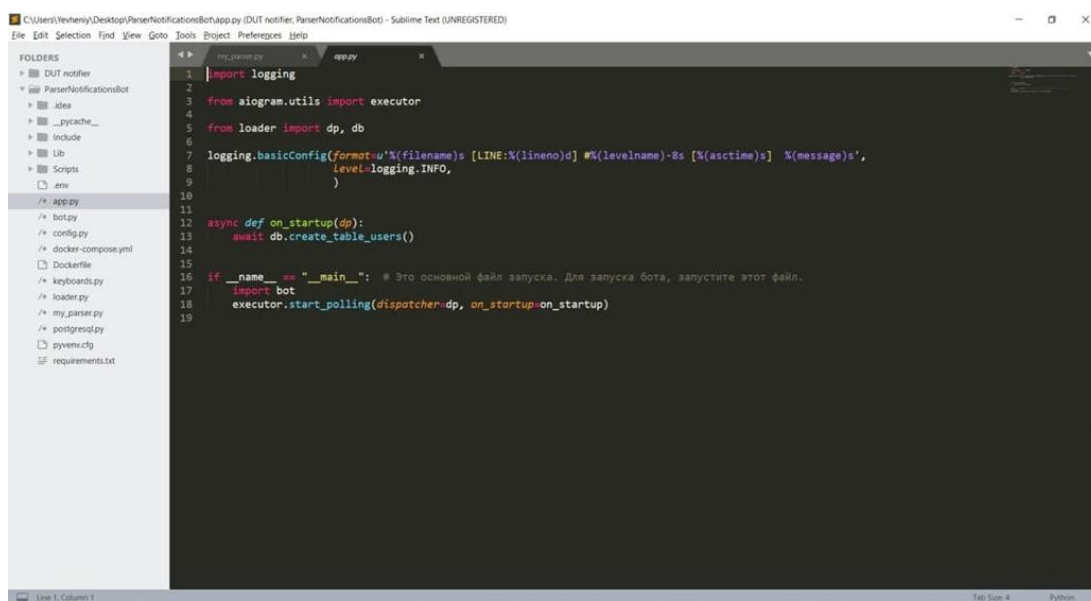 C:\Users\Yevheniy\Desktop\ParserNotificationsBot\app.py (DUT notifier, ParserNotificationsBot) - Sublime Text (UNREGISTERED)
File Edit Selection Find View Goto Tools Project Preferences Help
FOLDERS
DUT notifier
ParserNotificationsBot
.idea
__pycache__
Include
Lib
Scripts
.env
/* app.py
/* bot.py
/* config.py
/* docker-compose.yml
Dockerfile
/* keyboards.py
/* loader.py
/* my_parser.py
/* postgresql.py
pyvenv.cfg
requirements.txt
my_parser.py × app.py ×
1 import logging
2
3 from aiogram.utils import executor
4
5 from loader import dp, db
6
7 logging.basicConfig(format=u'%(filename)s [LINE:%(lineno)d] #%(levelname)-8s [%(asctime)s]  %(message)s',
8                     level=logging.INFO,
9                     )
10
11
12 async def on_startup(dp):
13     await db.create_table_users()
14
15
16 if __name__ == "__main__":  # Это основной файл запуска. Для запуска бота, запустите этот файл.
17     import bot
18     executor.start_polling(dispatcher=dp, on_startup=on_startup)
19
Line 1, Column 1 Tab Size: 4 Python